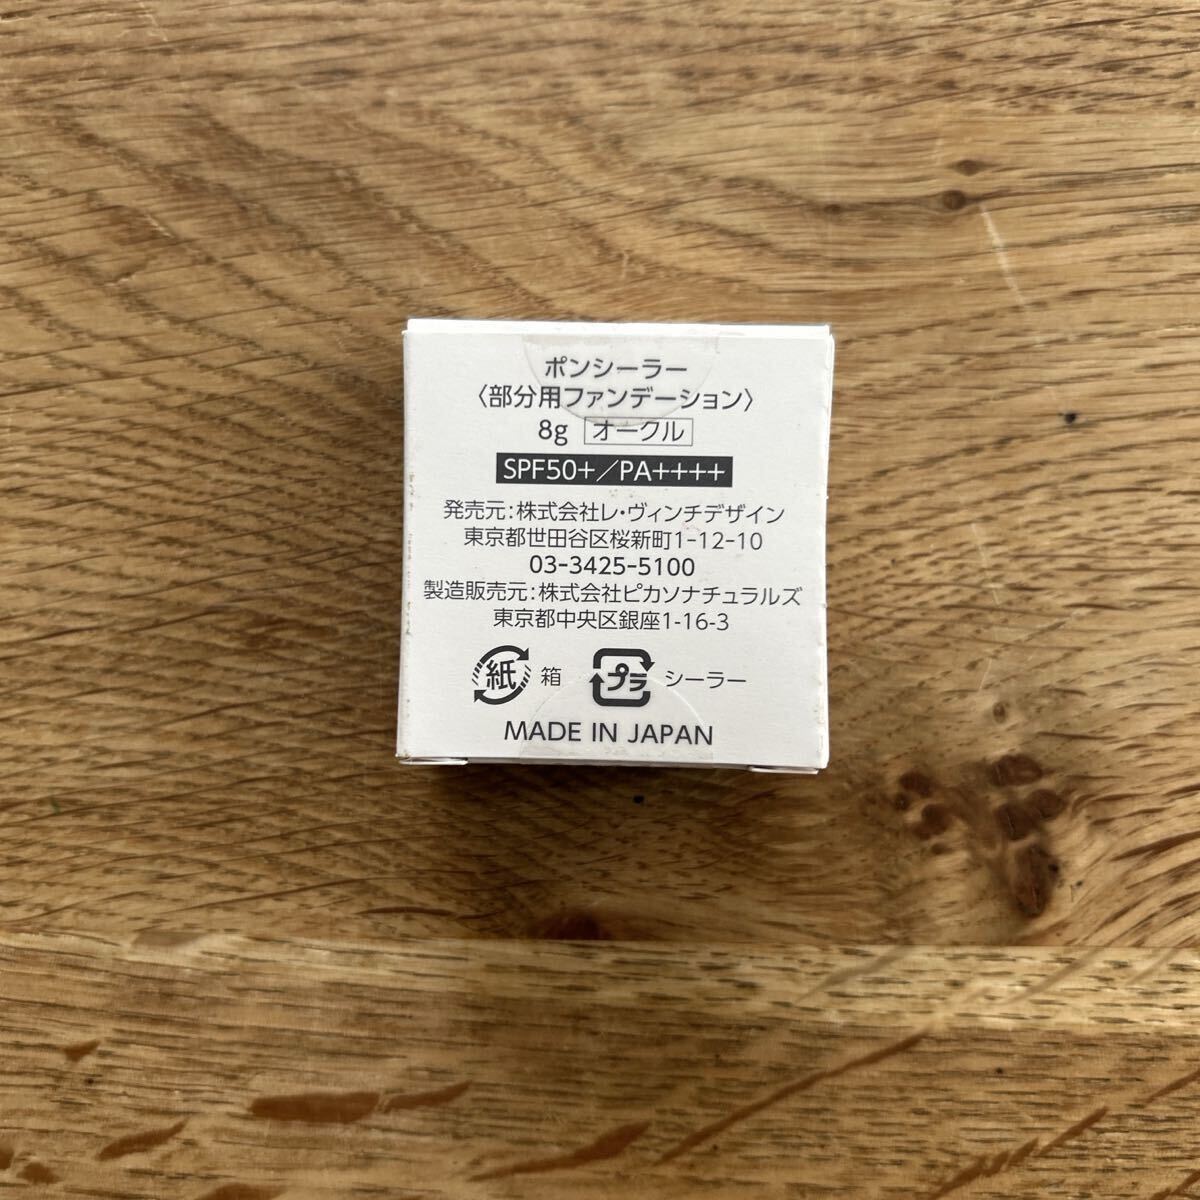 ポンシーラー
〈部分用ファンデーション〉
8g オークル
SPF50+／PA++++
発売元：株式会社レ・ヴィンチデザイン
東京都世田谷区桜新町1-12-10
03-3425-5100
製造販売元：株式会社ピカソナチュラルズ
東京都中央区銀座1-16-3
紙 箱 プラ シーラー
MADE IN JAPAN